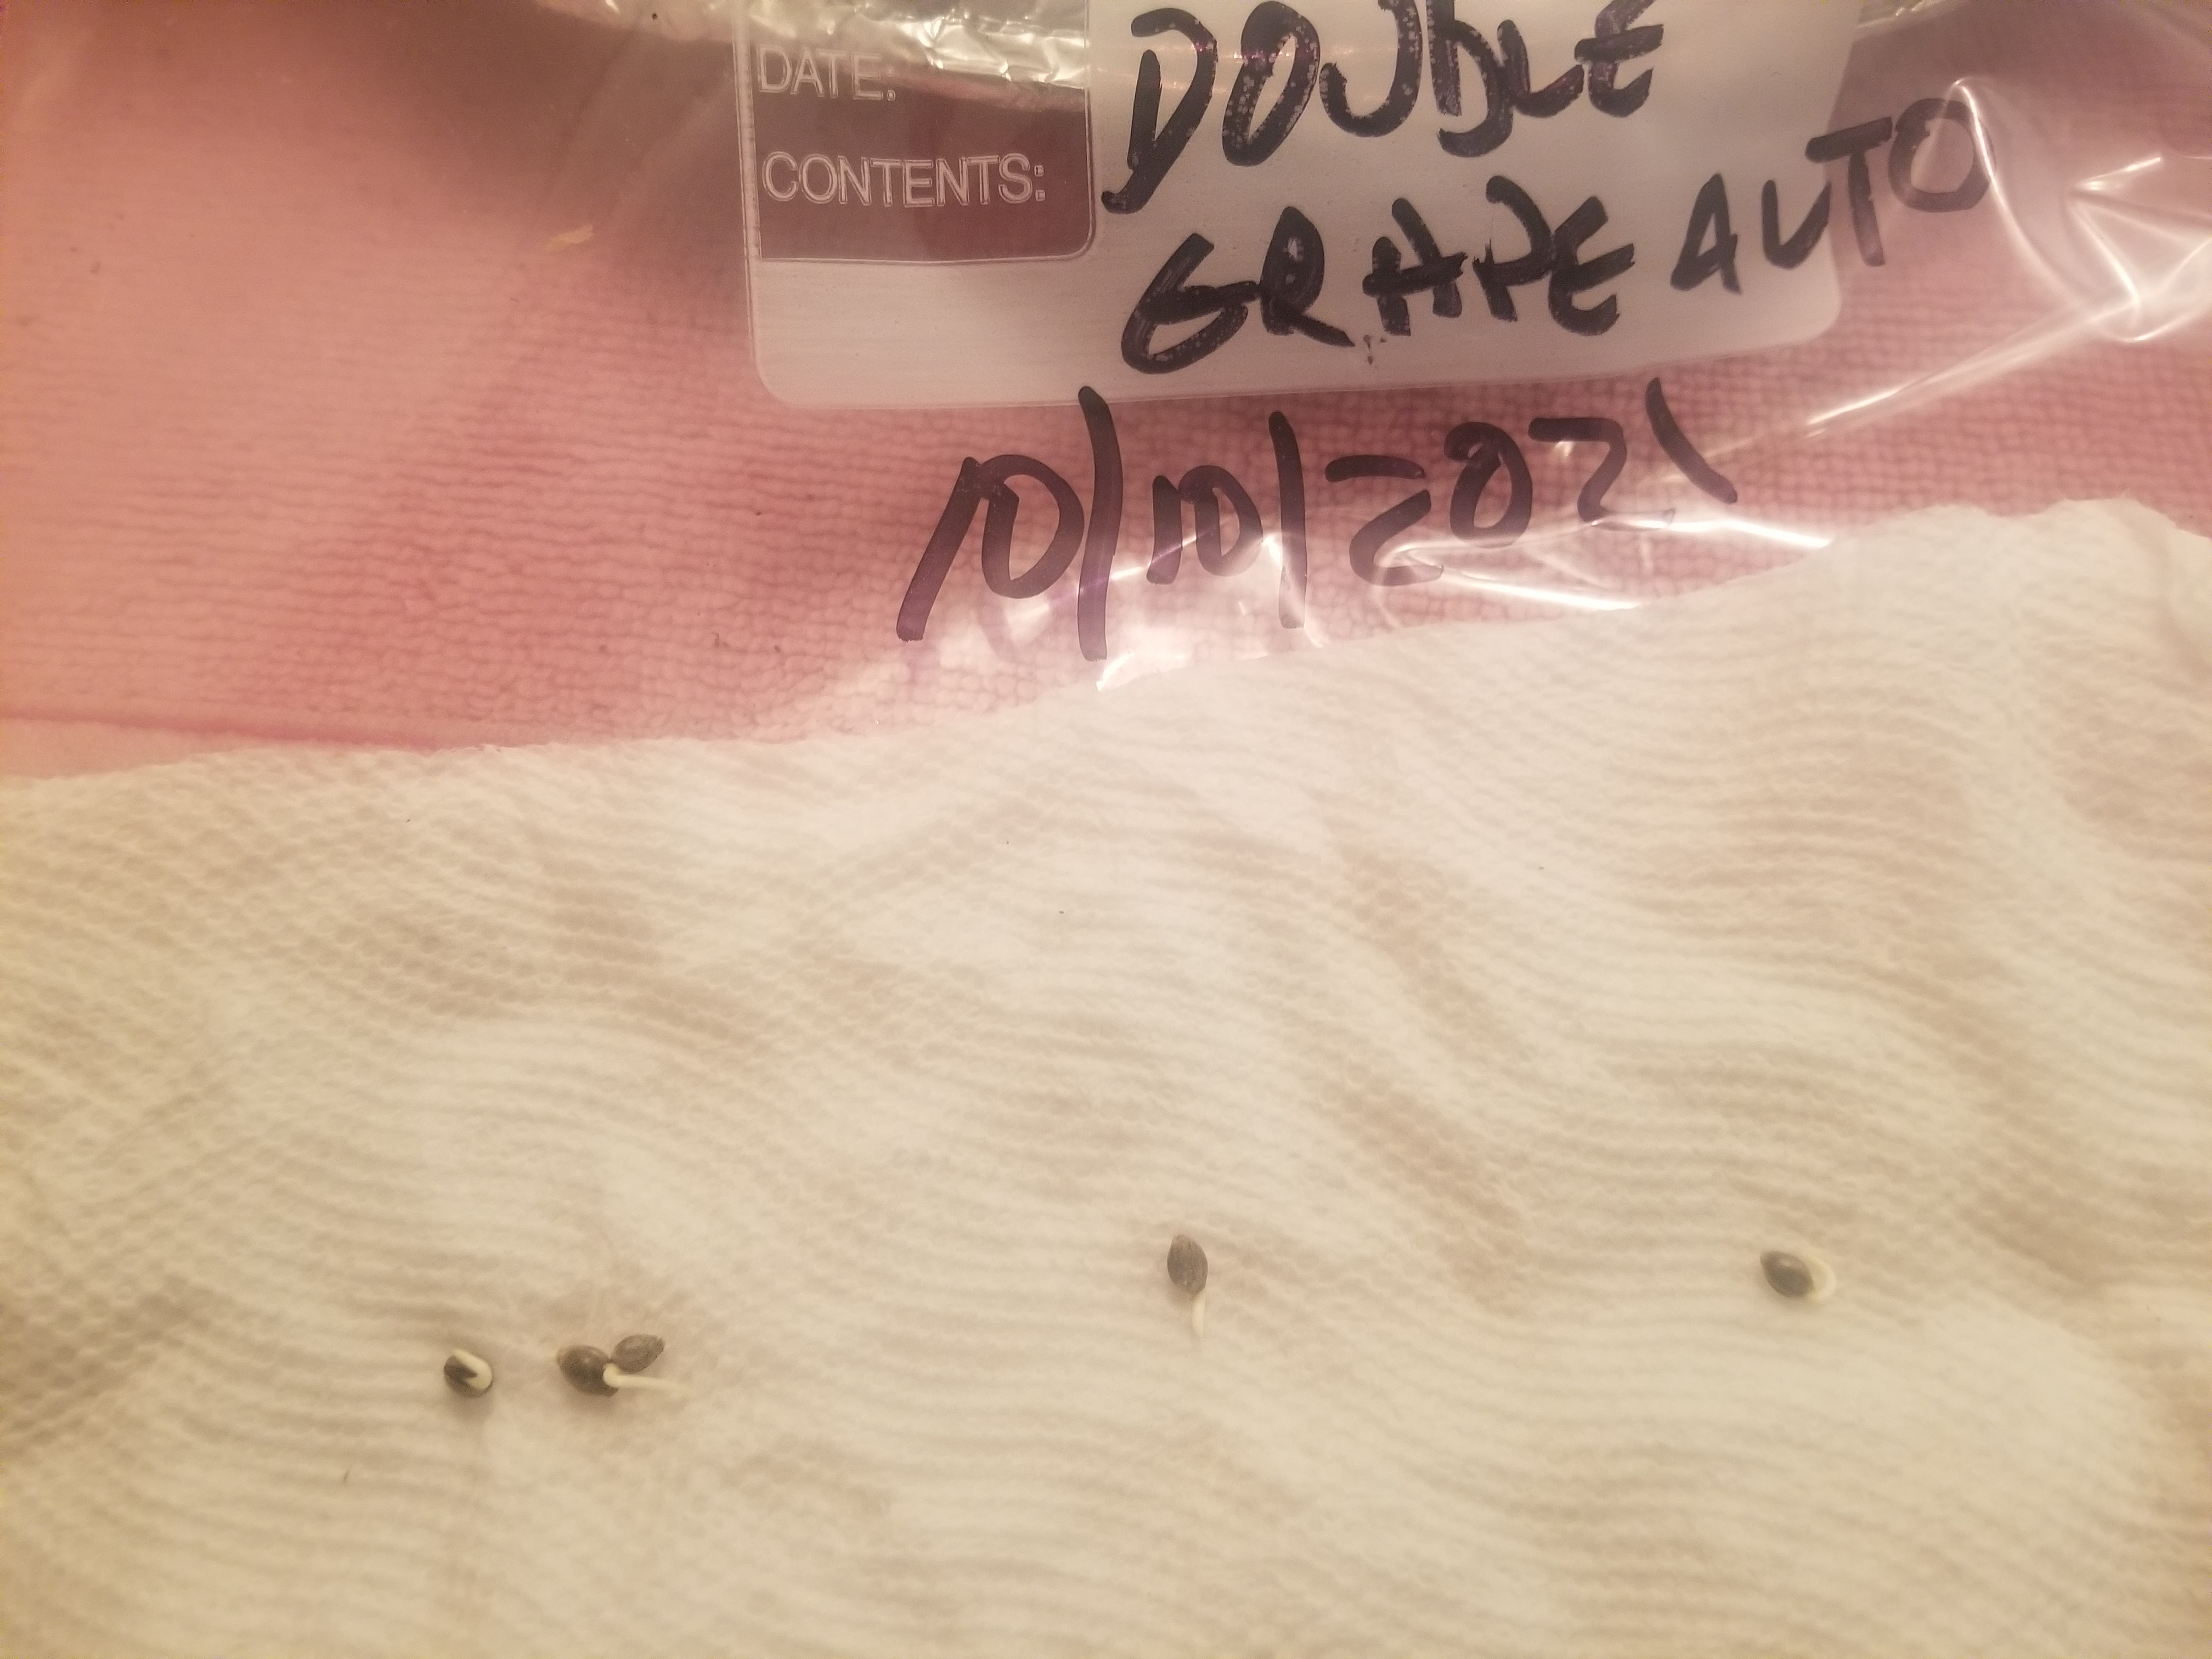 DATE:
DOUBLE
CONTENTS:
GRAPE AUTO
10/10/2021